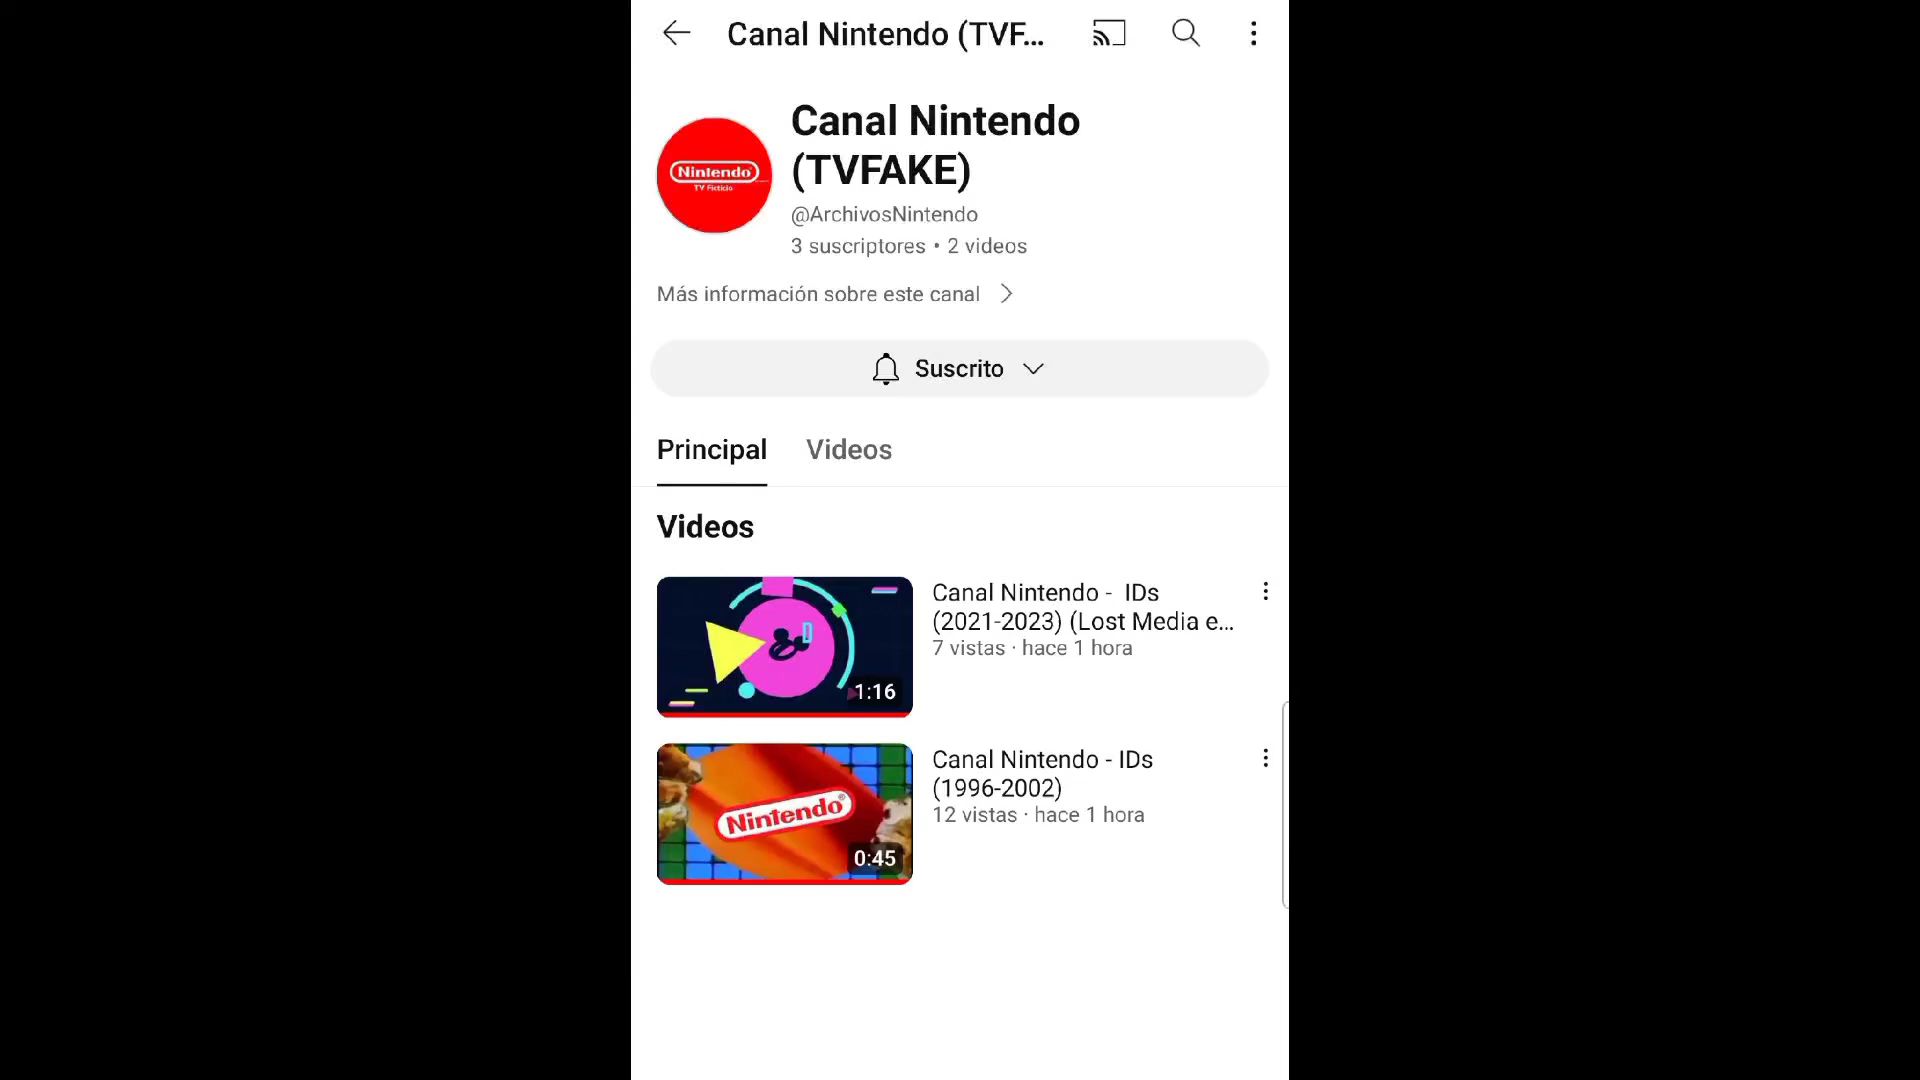 Canal Nintendo (TVF...
Canal Nintendo
(TVFAKE)
Nintendo
TV Ficticio
@ArchivosNintendo
3 suscriptores • 2 videos
Más información sobre este canal
Suscrito
Principal
Videos
Videos
Canal Nintendo - IDs
(2021-2023) (Lost Media e...
7 vistas · hace 1 hora
1:16
Canal Nintendo - IDs
(1996-2002)
12 vistas · hace 1 hora
Nintendo®
0:45